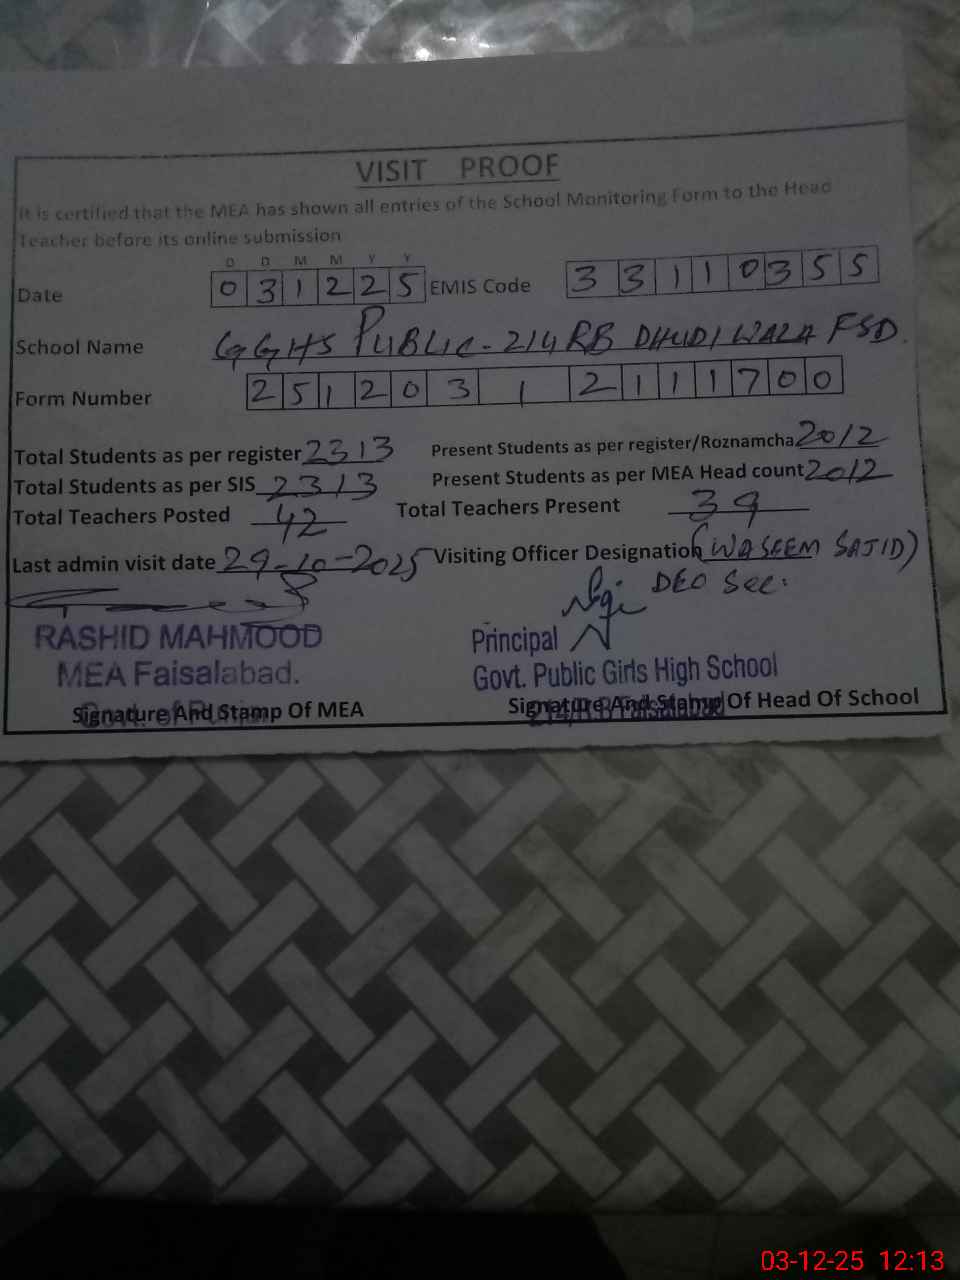 VISIT PROOF
It is certified that the MEA has shown all entries of the School Monitoring Form to the Head
Teacher before its online submission
D D M M Y Y
Date 0 3 1 2 2 5 EMIS Code 3 3 1 1 0 3 5 5
School Name GGHS PUBLIC-214 RB DHUDIWALA FSD.
Form Number 2 5 1 2 0 3 1 2 1 1 1 7 0 0
Total Students as per register 2313 Present Students as per register/Roznamcha 2012
Total Students as per SIS 2313 Present Students as per MEA Head count 2012
Total Teachers Posted 42 Total Teachers Present 39
Last admin visit date 29-10-2025 Visiting Officer Designation (WASEEM SAJID)
DEO Sec:
RASHID MAHMOOD
MEA Faisalabad.
Govt. of
Signature And Stamp Of MEA
Principal
Govt. Public Girls High School
214/R.B Faisalabad
Signature And Stamp Of Head Of School
03-12-25 12:13